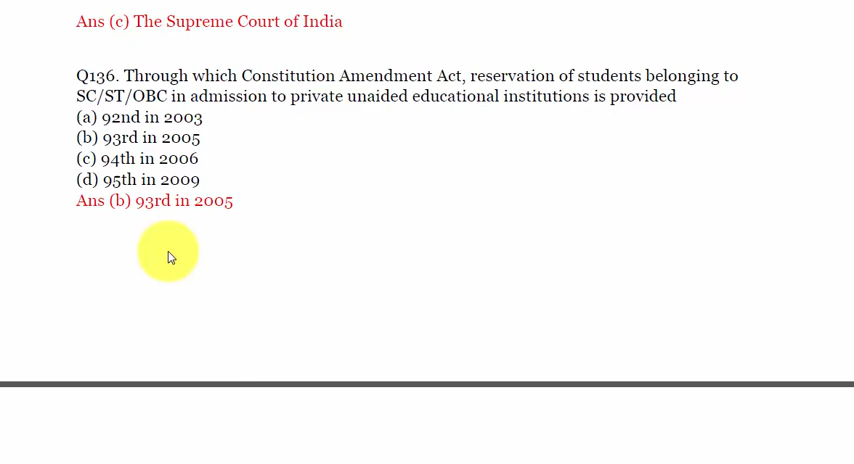 Ans (c) The Supreme Court of India
Q136. Through which Constitution Amendment Act, reservation of students belonging to
SC/ST/OBC in admission to private unaided educational institutions is provided
(a) 92nd in 2003
(b) 93rd in 2005
(c) 94th in 2006
(d) 95th in 2009
Ans (b) 93rd in 2005